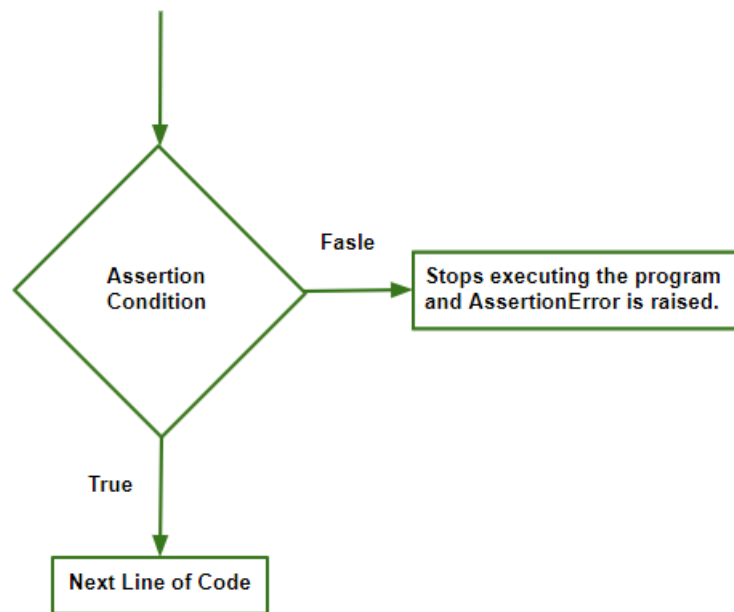 Fasle
Assertion
Condition
Stops executing the program
and AssertionError is raised.
True
Next Line of Code